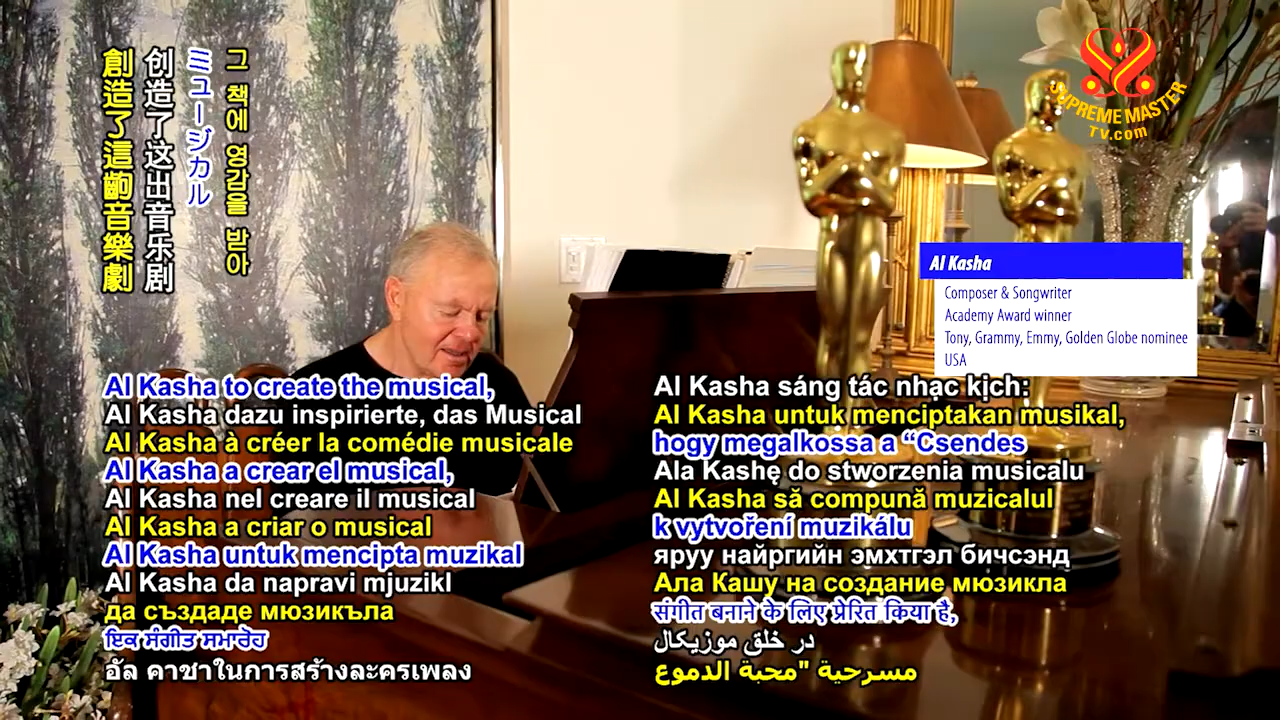 創造了這齣音樂劇
创造了这出音乐剧
ミュージカル
그 책에 영감을 받아
SUPREME MASTER
TV.com
Al Kasha
Composer & Songwriter
Academy Award winner
Tony, Grammy, Emmy, Golden Globe nominee
USA
Al Kasha to create the musical,
Al Kasha dazu inspirierte, das Musical
Al Kasha à créer la comédie musicale
Al Kasha a crear el musical,
Al Kasha nel creare il musical
Al Kasha a criar o musical
Al Kasha untuk mencipta muzikal
Al Kasha da napravi mjuzikl
да създаде мюзикъла
ਇਕ ਸੰਗੀਤ ਸਮਾਰੋਹ
อัล คาชาในการสร้างละครเพลง
Al Kasha sáng tác nhạc kịch:
Al Kasha untuk menciptakan musikal,
hogy megalkossa a “Csendes
Ala Kashę do stworzenia musicalu
Al Kasha să compună muzicalul
k vytvoření muzikálu
яруу найргийн эмхтгэл бичсэнд
Ала Кашу на создание мюзикла
संगीत बनाने के लिए प्रेरित किया है,
در خلق موزیکال
مسرحية "محبة الدموع